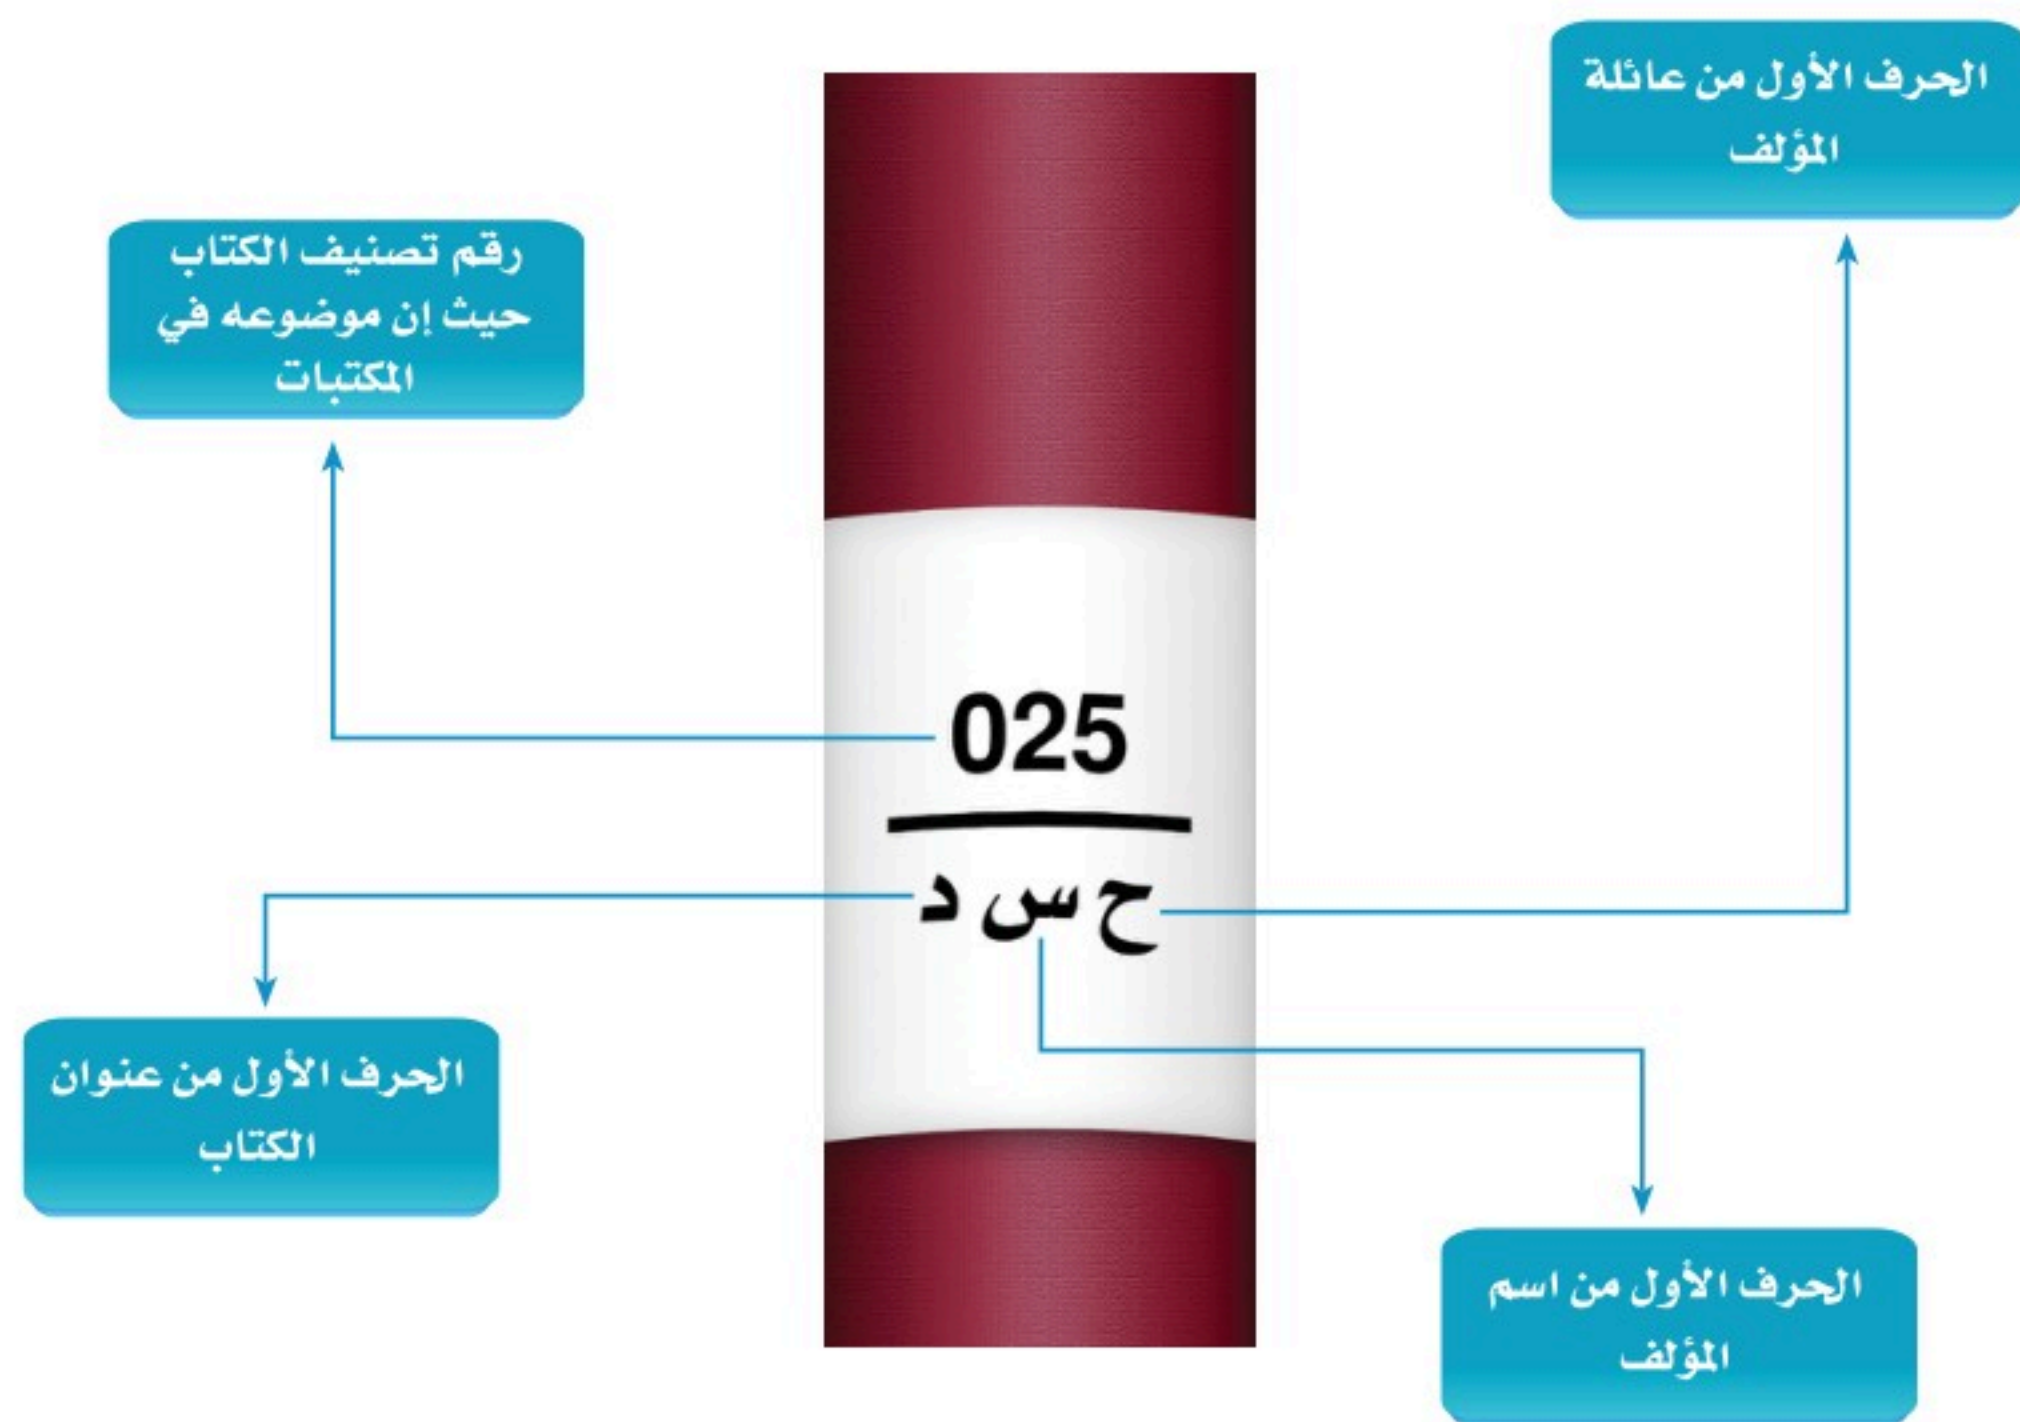 الحرف الأول من عائلة
المؤلف
رقم تصنيف الكتاب
حيث إن موضوعه في
المكتبات
025
ح س د
الحرف الأول من عنوان
الكتاب
الحرف الأول من اسم
المؤلف